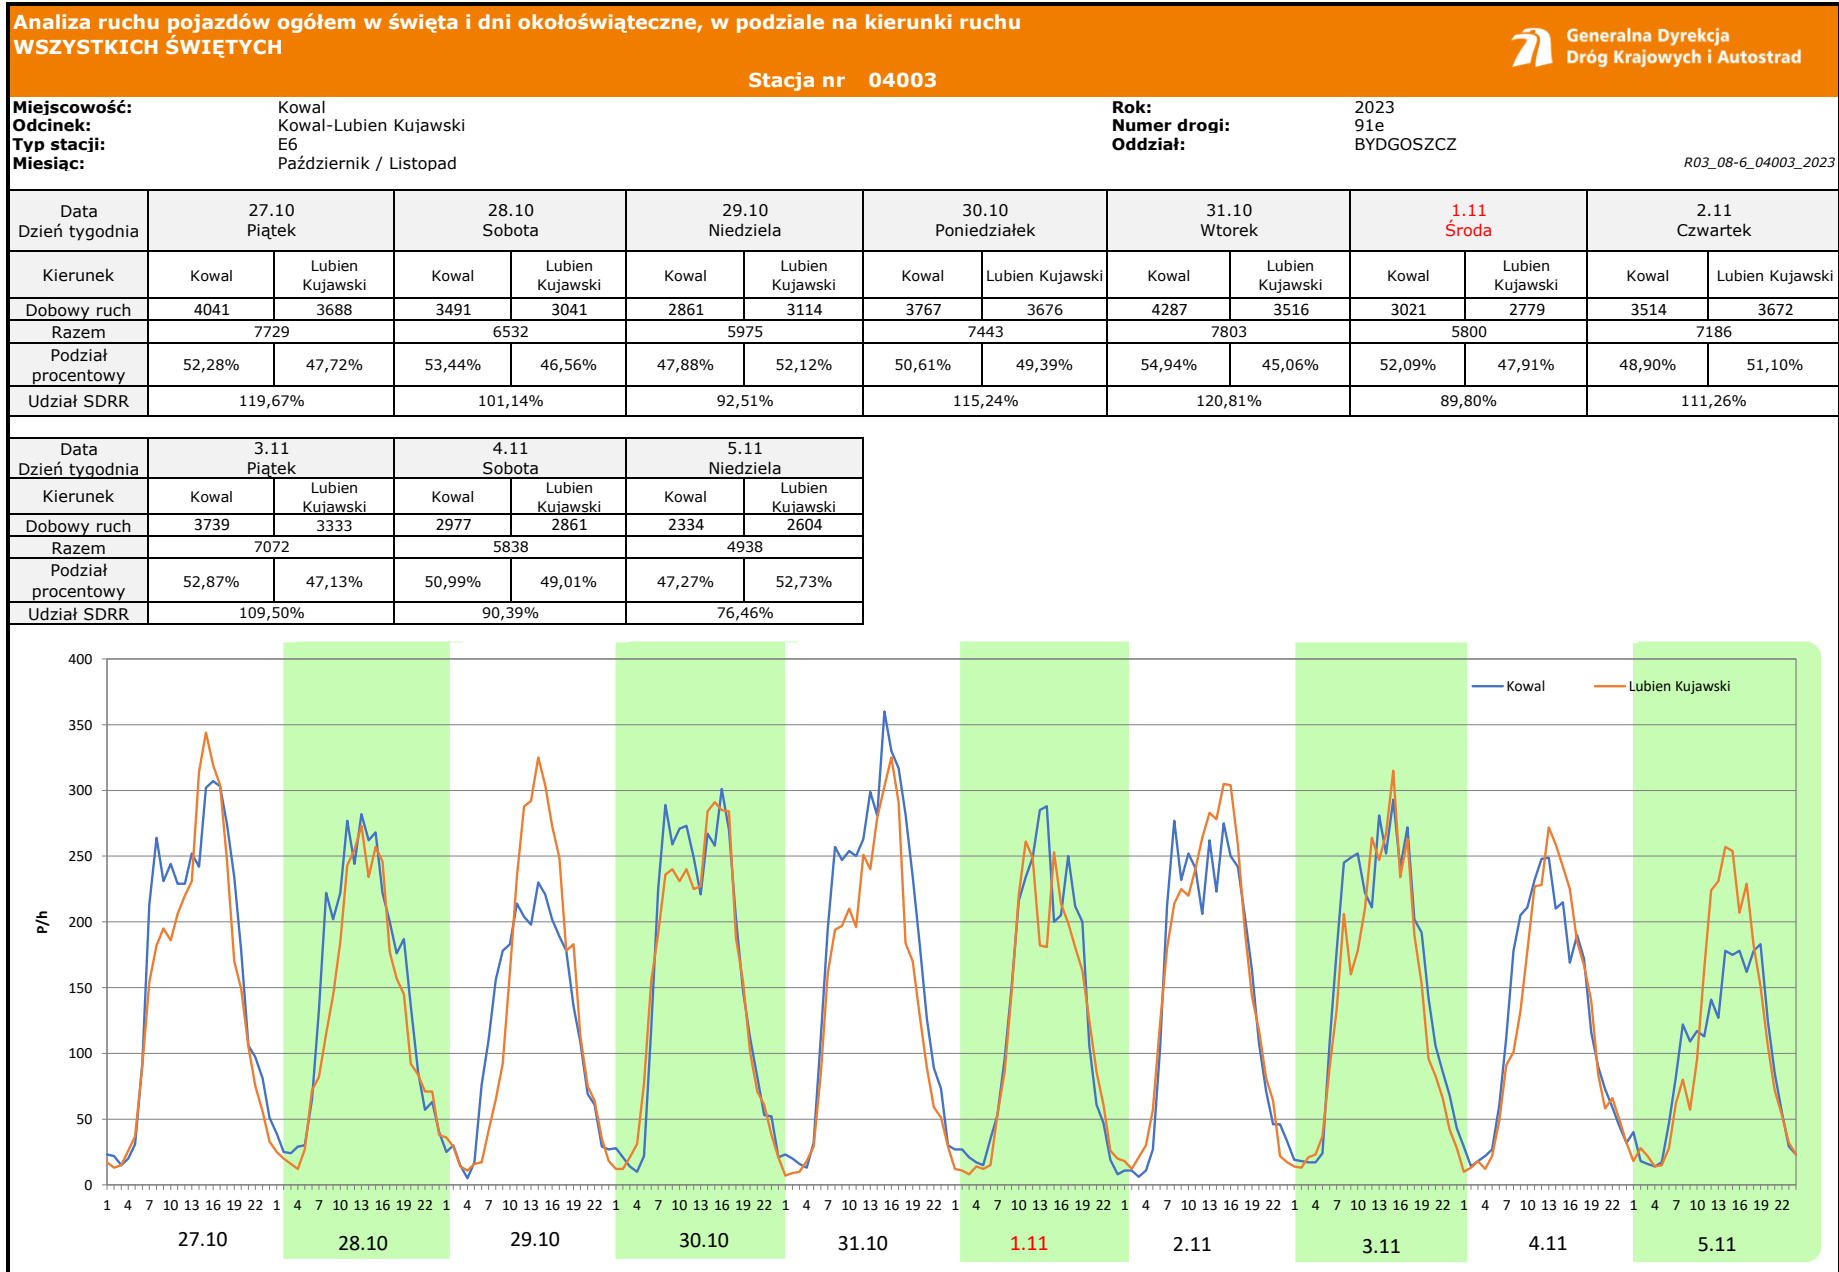 Analiza ruchu pojazdów ogółem w święta i dni okołoświąteczne, w podziale na kierunki ruchu
WSZYSTKICH ŚWIĘTYCH
Generalna Dyrekcja
Dróg Krajowych i Autostrad
Stacja nr 04003
Miejscowość: Kowal Rok: 2023
Odcinek: Kowal-Lubien Kujawski Numer drogi: 91e
Typ stacji: E6 Oddział: BYDGOSZCZ
Miesiąc: Październik / Listopad R03_08-6_04003_2023
Data 27.10 28.10 29.10 30.10 31.10 1.11 2.11
Dzień tygodnia Piątek Sobota Niedziela Poniedziałek Wtorek Środa Czwartek
Kierunek Kowal Lubien Kujawski Kowal Lubien Kujawski Kowal Lubien Kujawski Kowal Lubien Kujawski Kowal Lubien Kujawski Kowal Lubien Kujawski Kowal Lubien Kujawski
Dobowy ruch 4041 3688 3491 3041 2861 3114 3767 3676 4287 3516 3021 2779 3514 3672
Razem 7729 6532 5975 7443 7803 5800 7186
Podział procentowy 52,28% 47,72% 53,44% 46,56% 47,88% 52,12% 50,61% 49,39% 54,94% 45,06% 52,09% 47,91% 48,90% 51,10%
Udział SDRR 119,67% 101,14% 92,51% 115,24% 120,81% 89,80% 111,26%
Data 3.11 4.11 5.11
Dzień tygodnia Piątek Sobota Niedziela
Kierunek Kowal Lubien Kujawski Kowal Lubien Kujawski Kowal Lubien Kujawski
Dobowy ruch 3739 3333 2977 2861 2334 2604
Razem 7072 5838 4938
Podział procentowy 52,87% 47,13% 50,99% 49,01% 47,27% 52,73%
Udział SDRR 109,50% 90,39% 76,46%
Kowal Lubien Kujawski
P/h
400
350
300
250
200
150
100
50
0
1 4 7 10 13 16 19 22 1 4 7 10 13 16 19 22 1 4 7 10 13 16 19 22 1 4 7 10 13 16 19 22 1 4 7 10 13 16 19 22 1 4 7 10 13 16 19 22 1 4 7 10 13 16 19 22 1 4 7 10 13 16 19 22 1 4 7 10 13 16 19 22 1 4 7 10 13 16 19 22
27.10 28.10 29.10 30.10 31.10 1.11 2.11 3.11 4.11 5.11